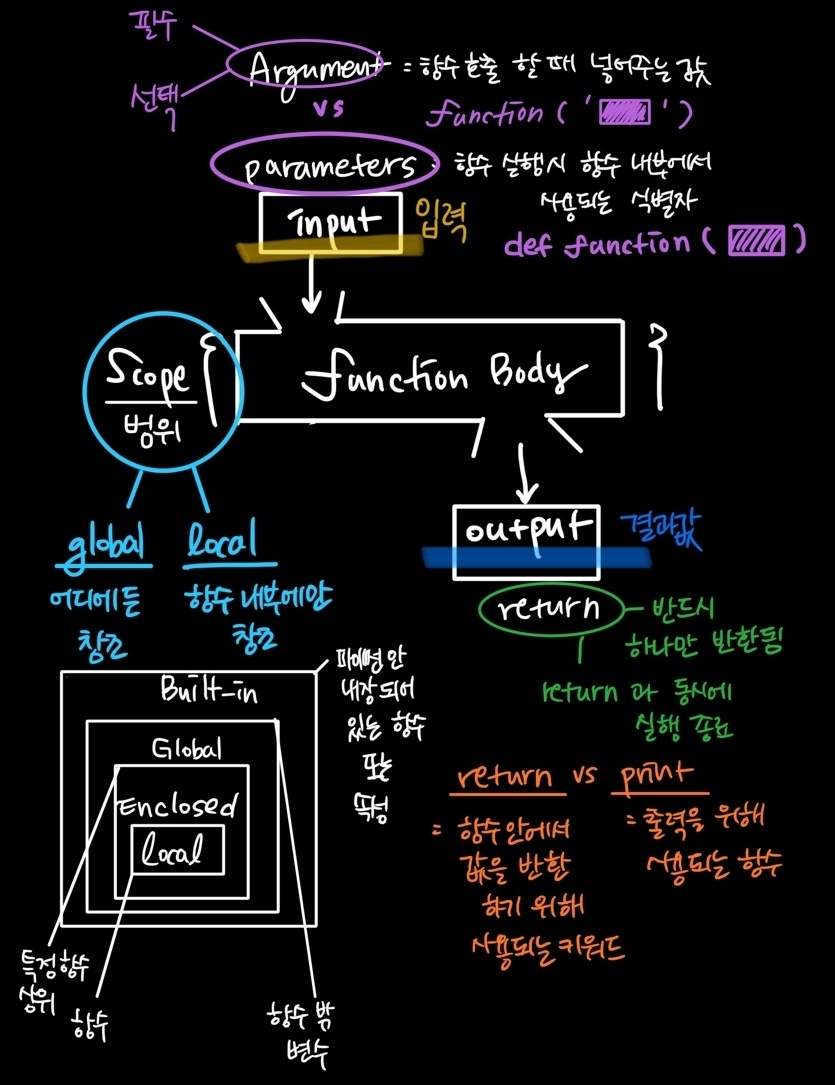 필수
선택
Argument = 함수 호출 할 때 넣어주는 값
vs
function ( ' ' )
parameters - 함수 실행시 함수 내부에서
사용되는 식별자
def function ( )
input 입력
Scope
범위
function Body
output 결과값
return - 반드시
하나만 반환됨
return 과 동시에
실행 종료
global
어디에든
참조
local
함수 내부에만
참조
Built-in
Global
Enclosed
local
파이썬 안
내장되어
있는 함수
또는
속성
특정함수
상위
함수
함수 밖
변수
return vs print
= 함수안에서
값을 반환
하기 위해
사용되는 키워드
= 출력을 위해
사용되는 함수